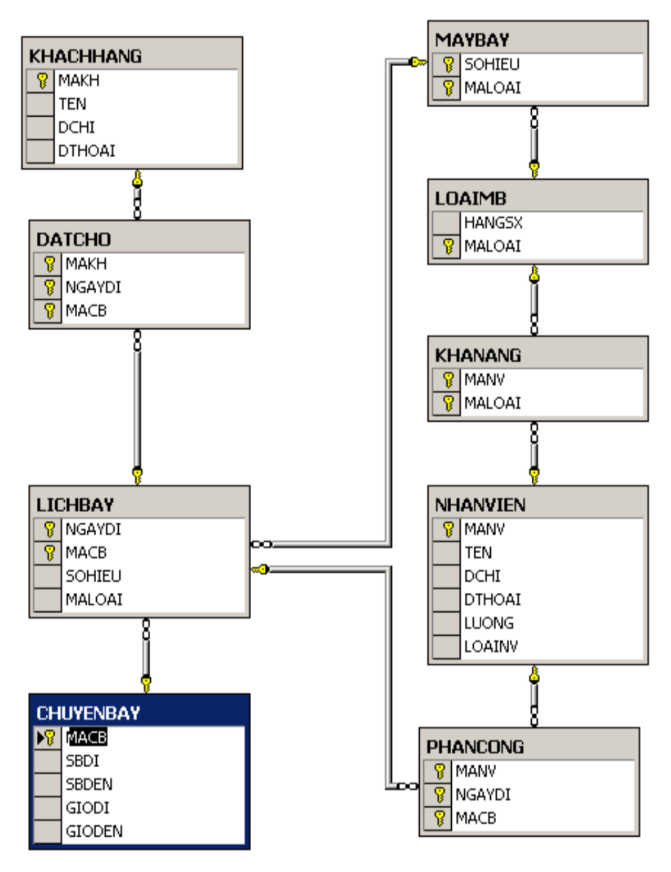 KHACHHANG
MAKH
TEN
DCHI
DTHOAI
DATCHO
MAKH
NGAYDI
MACB
LICHBAY
NGAYDI
MACB
SOHIEU
MALOAI
CHUYENBAY
MACB
SBDI
SBDEN
GIODI
GIODEN
MAYBAY
SOHIEU
MALOAI
LOAIMB
HANGSX
MALOAI
KHANANG
MANV
MALOAI
NHANVIEN
MANV
TEN
DCHI
DTHOAI
LUONG
LOAINV
PHANCONG
MANV
NGAYDI
MACB